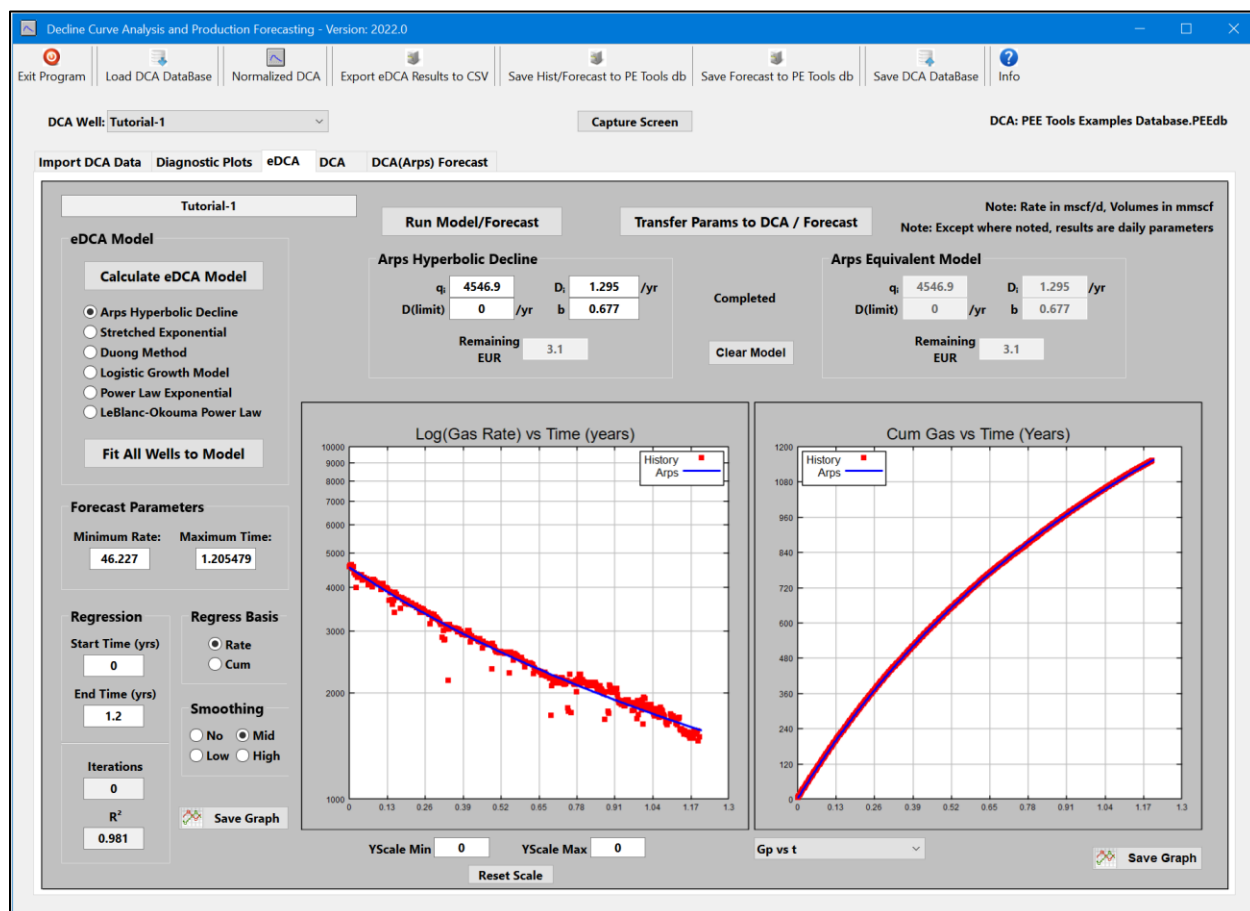 Decline Curve Analysis and Production Forecasting - Version: 2022.0
Exit Program Load DCA DataBase Normalized DCA Export eDCA Results to CSV Save Hist/Forecast to PE Tools db Save Forecast to PE Tools db Save DCA DataBase Info
DCA Well: Tutorial-1 Capture Screen DCA: PEE Tools Examples Database.PEEdb
Import DCA Data Diagnostic Plots eDCA DCA DCA(Arps) Forecast
Tutorial-1
Run Model/Forecast Transfer Params to DCA / Forecast
Note: Rate in mscf/d, Volumes in mmscf
Note: Except where noted, results are daily parameters
eDCA Model
Calculate eDCA Model
Arps Hyperbolic Decline
Stretched Exponential
Duong Method
Logistic Growth Model
Power Law Exponential
LeBlanc-Okouma Power Law
Fit All Wells to Model
Arps Hyperbolic Decline
qi 4546.9 Di 1.295 /yr
D(limit) 0 /yr b 0.677
Remaining
EUR 3.1
Completed
Clear Model
Arps Equivalent Model
qi 4546.9 Di 1.295 /yr
D(limit) 0 /yr b 0.677
Remaining
EUR 3.1
Forecast Parameters
Minimum Rate: Maximum Time:
46.227 1.205479
Regression
Start Time (yrs)
0
End Time (yrs)
1.2
Iterations
0
R²
0.981
Regress Basis
Rate
Cum
Smoothing
No Mid
Low High
Save Graph
Log(Gas Rate) vs Time (years)
History
Arps
10000
9000
8000
7000
6000
5000
4000
3000
2000
1000
0 0.13 0.26 0.39 0.52 0.65 0.78 0.91 1.04 1.17 1.3
YScale Min 0 YScale Max 0
Reset Scale
Cum Gas vs Time (Years)
History
Arps
1200
1080
960
840
720
600
480
360
240
120
0
0 0.13 0.26 0.39 0.52 0.65 0.78 0.91 1.04 1.17 1.3
Gp vs t
Save Graph